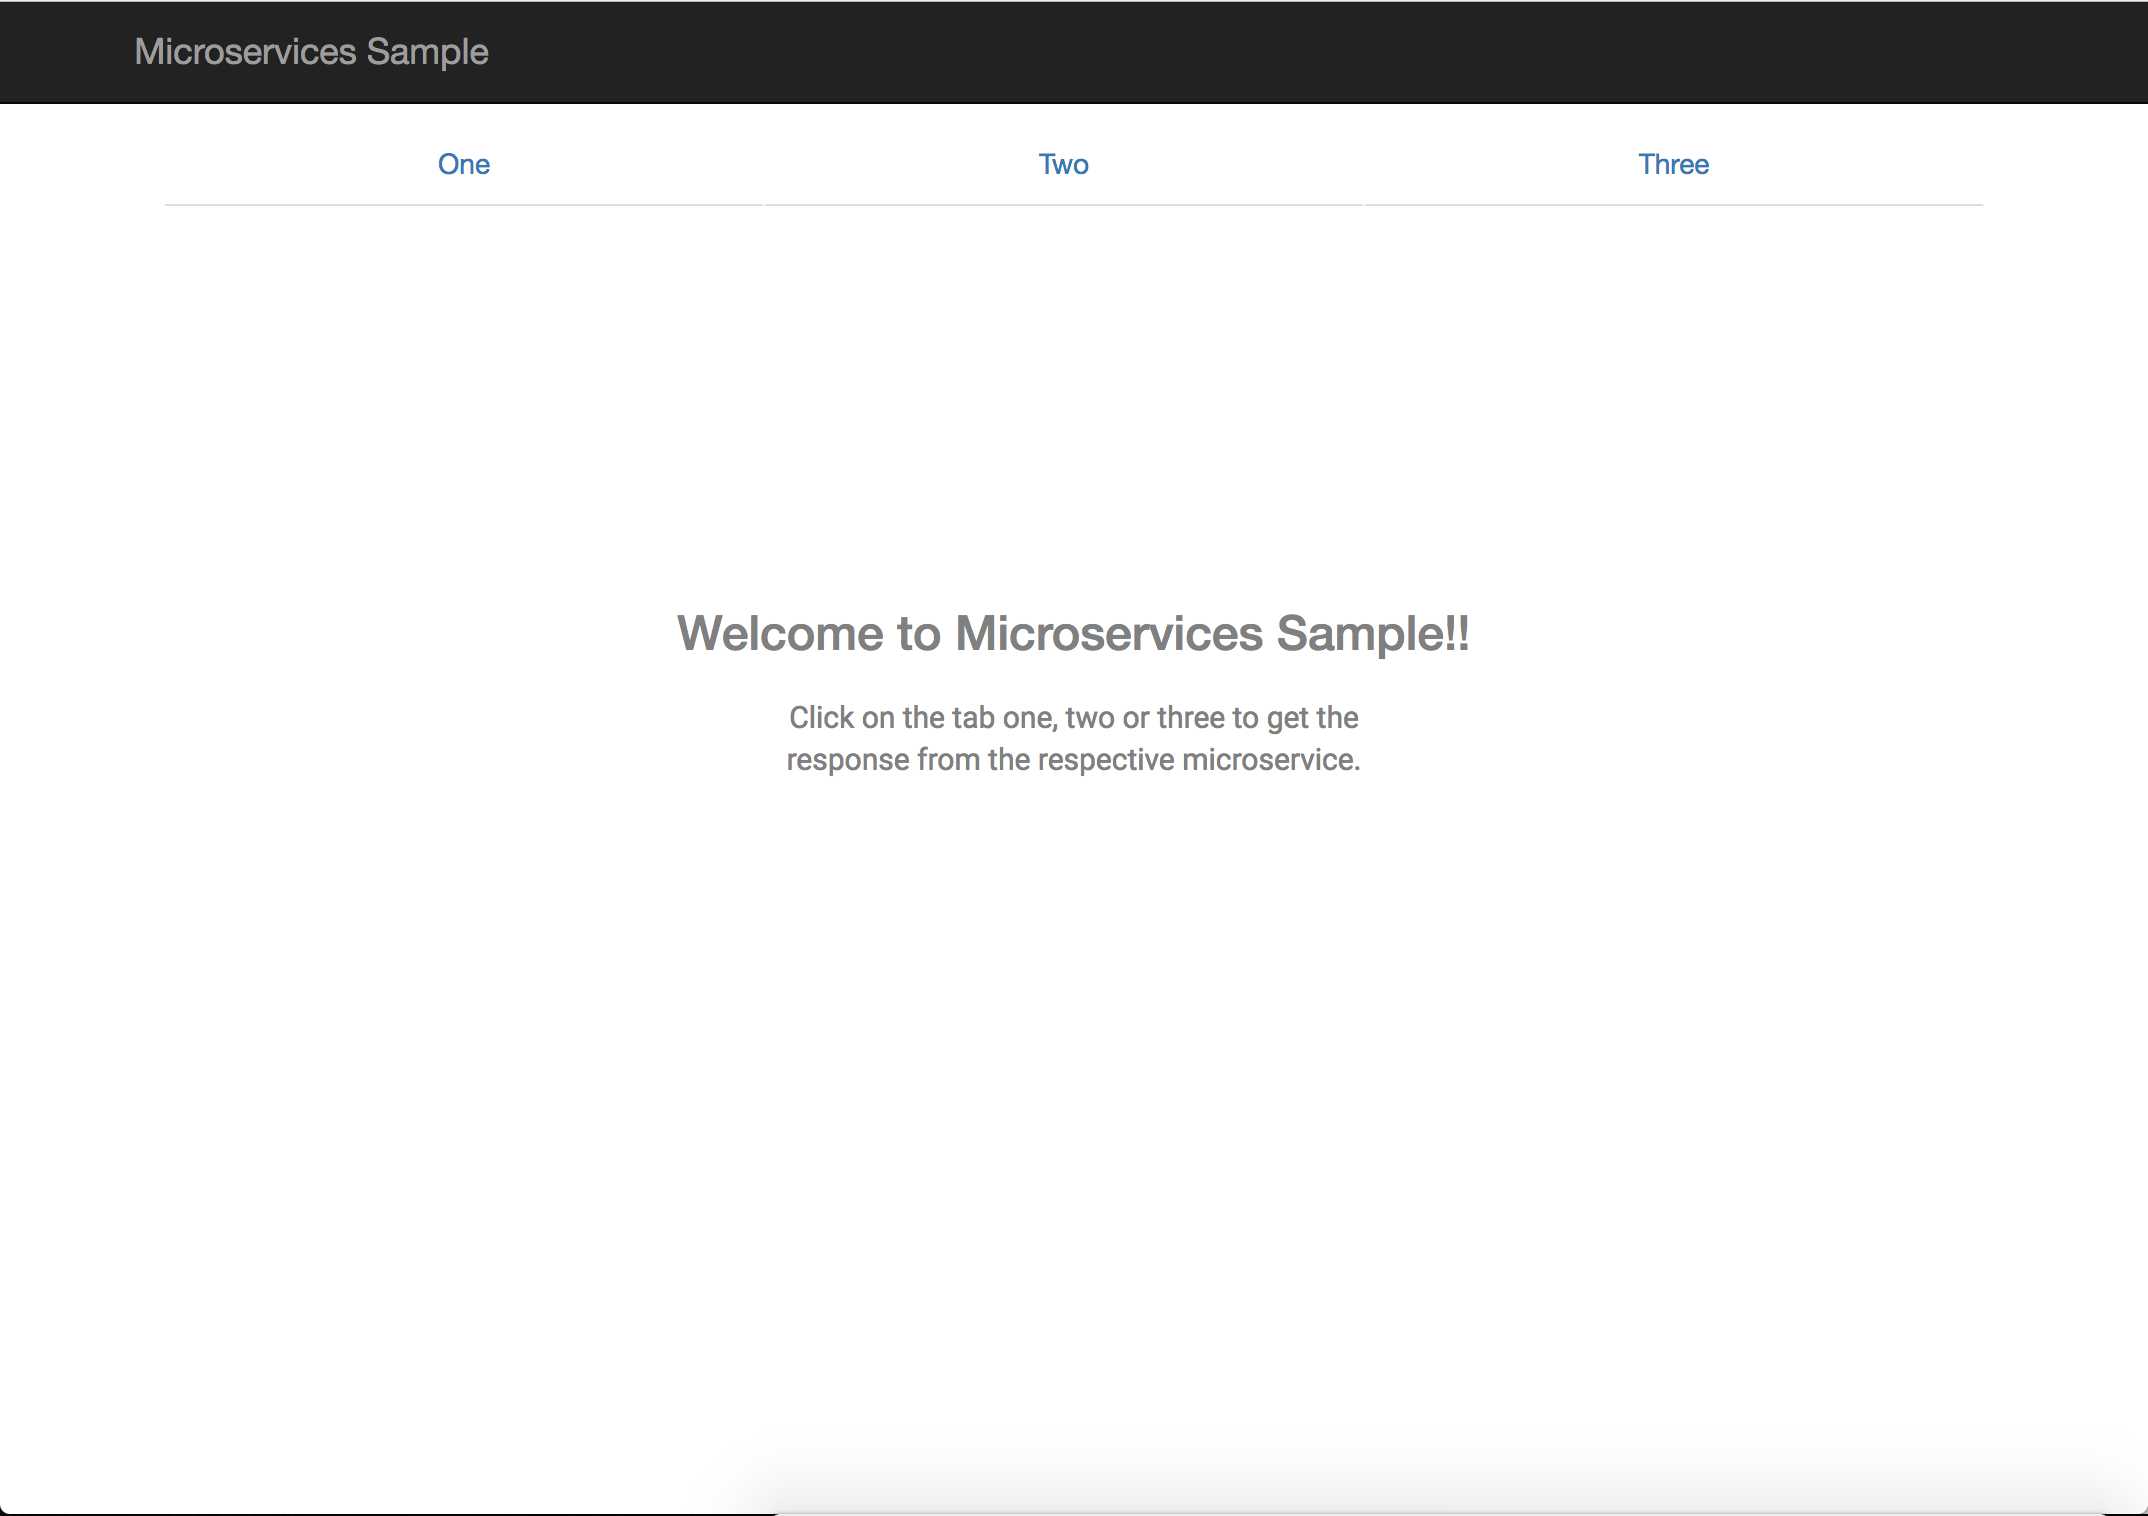 Microservices Sample
One Two Three
Welcome to Microservices Sample!!
Click on the tab one, two or three to get the
response from the respective microservice.